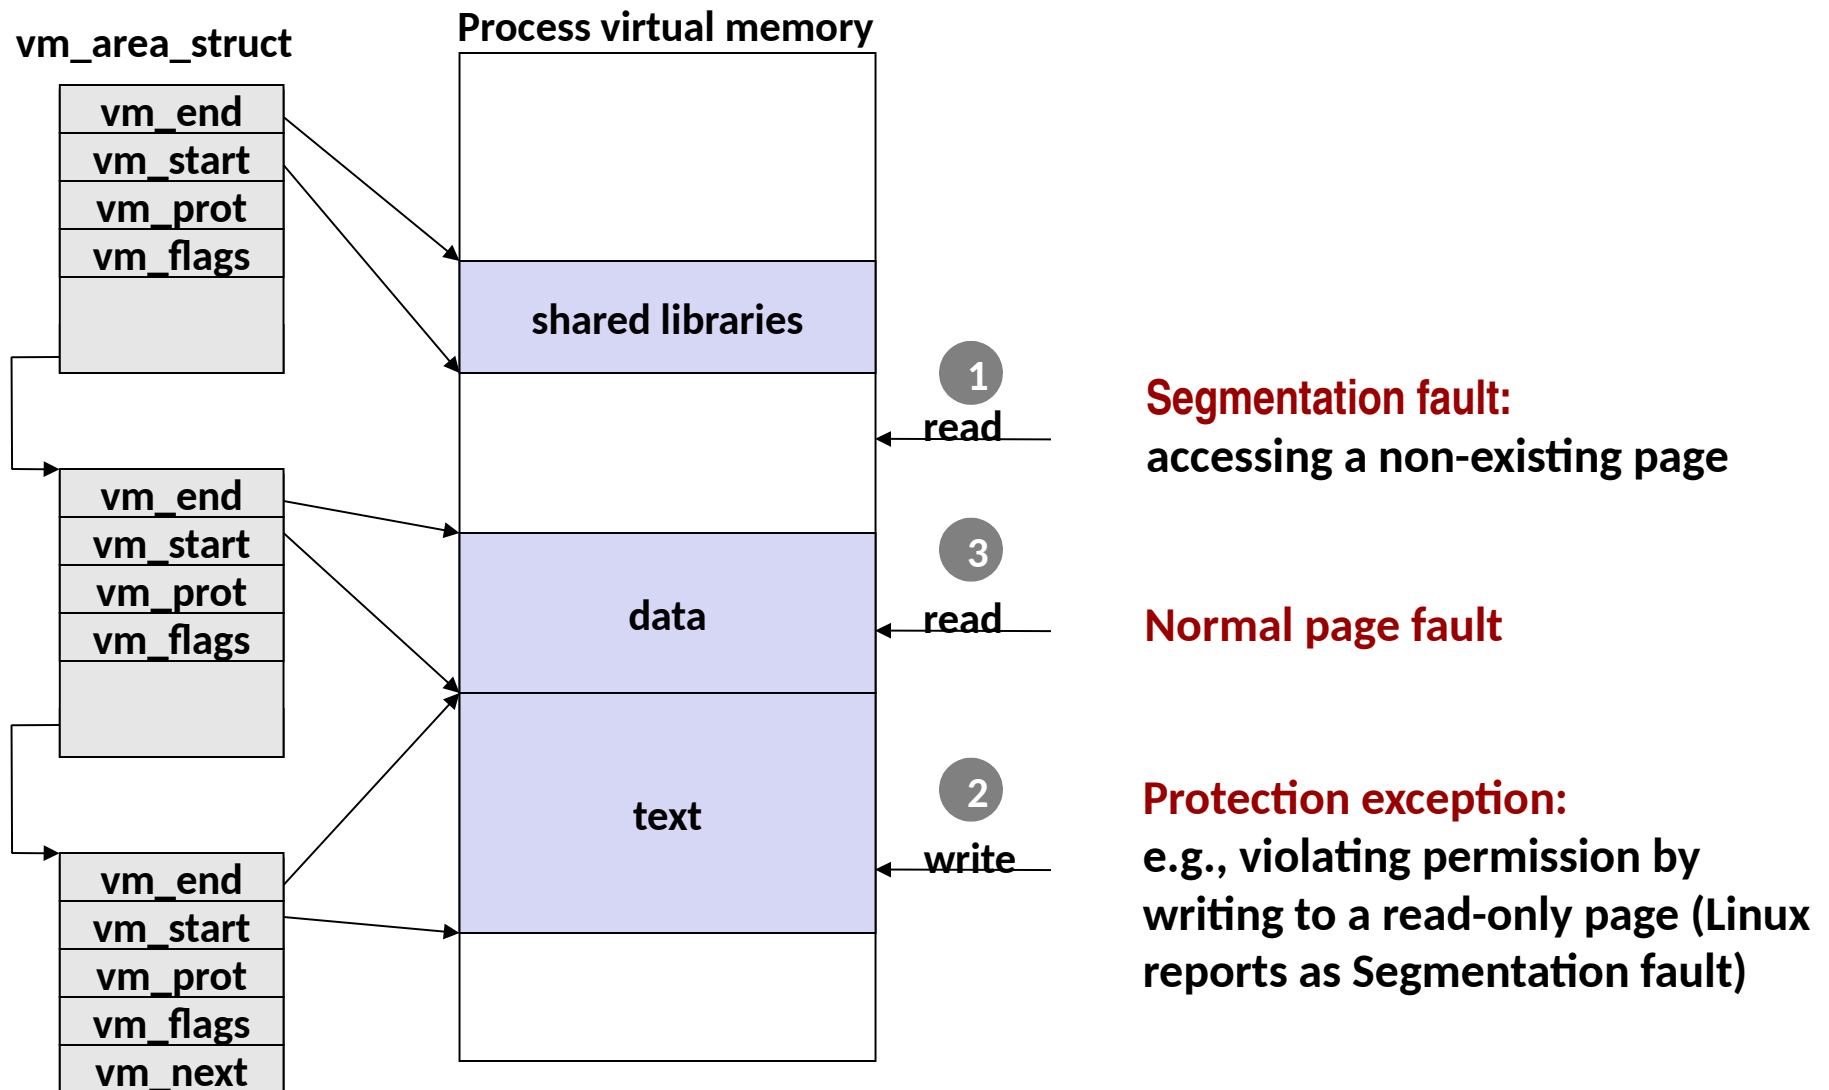 Process virtual memory
vm_area_struct
vm_end
vm_start
vm_prot
vm_flags
shared libraries
1
read
Segmentation fault:
accessing a non-existing page
vm_end
vm_start
vm_prot
vm_flags
data
3
read
Normal page fault
text
2
write
Protection exception:
e.g., violating permission by
writing to a read-only page (Linux
reports as Segmentation fault)
vm_end
vm_start
vm_prot
vm_flags
vm_next